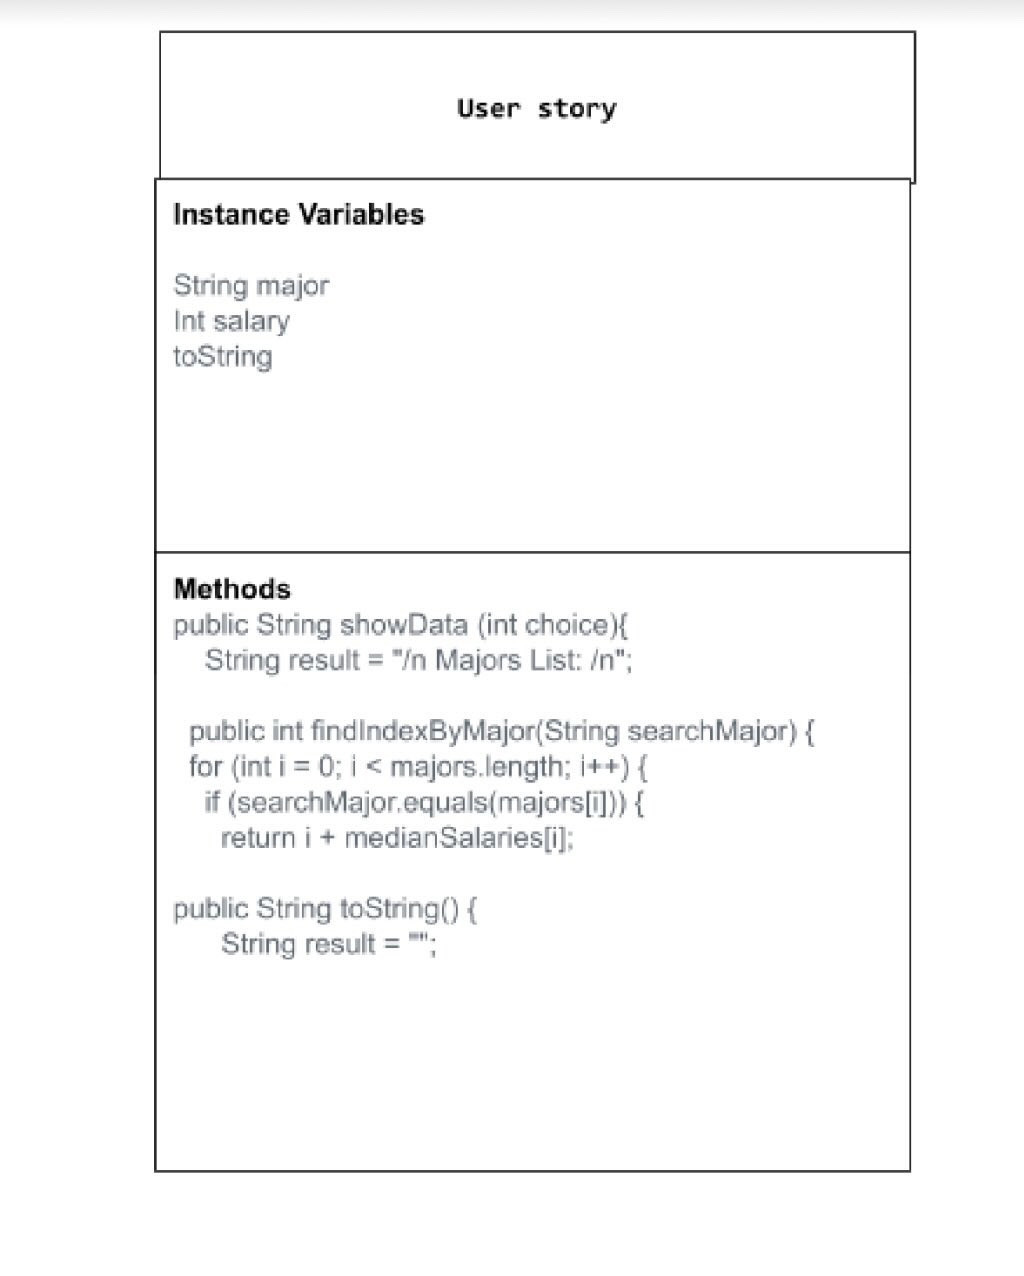 User story
Instance Variables
String major
Int salary
toString
Methods
public String showData (int choice){
String result = "/n Majors List: /n";
public int findIndexByMajor(String searchMajor) {
for (int i = 0; i < majors.length; i++) {
if (searchMajor.equals(majors[i])) {
return i + medianSalaries[i];
public String toString() {
String result = "";